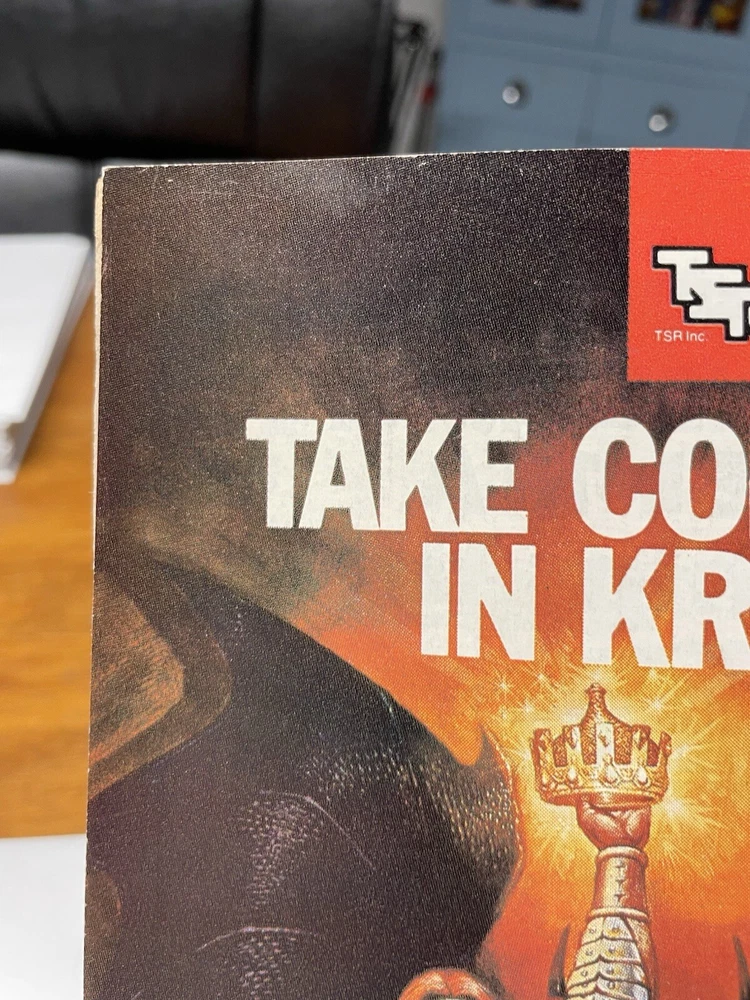 TSR
TSR Inc.
TAKE CO
IN KR